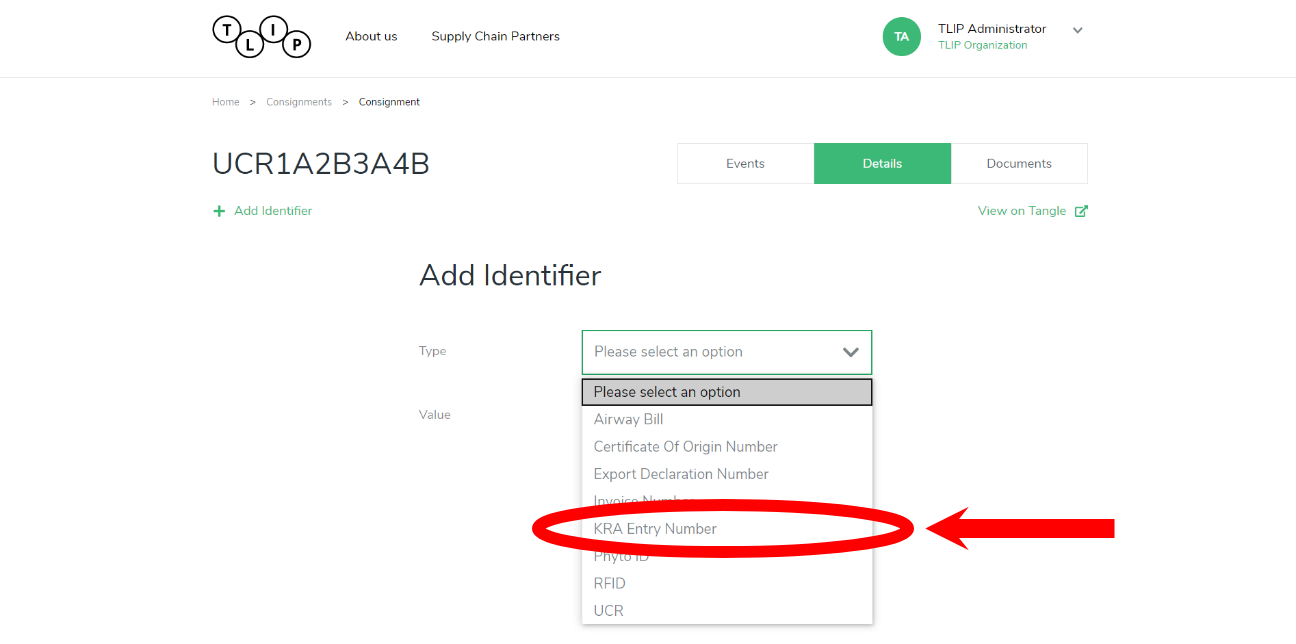 T L I P
About us
Supply Chain Partners
TA
TLIP Administrator
TLIP Organization
Home > Consignments > Consignment
UCR1A2B3A4B
Events
Details
Documents
+ Add Identifier
View on Tangle
Add Identifier
Type
Please select an option
Please select an option
Value
Airway Bill
Certificate Of Origin Number
Export Declaration Number
Invoice Number
KRA Entry Number
Phyto ID
RFID
UCR